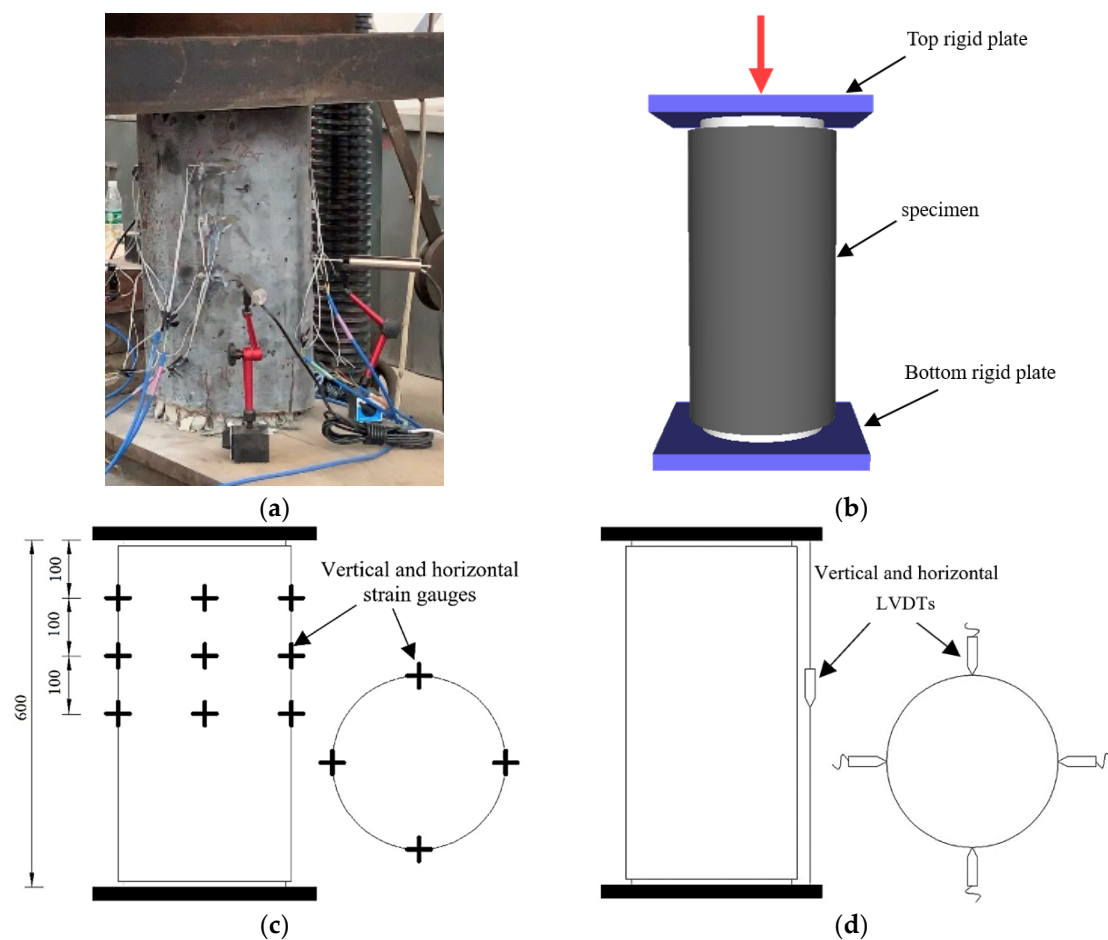 Top rigid plate
specimen
Bottom rigid plate
(a)
(b)
100
100
100
600
Vertical and horizontal
strain gauges
(c)
Vertical and horizontal
LVDTs
(d)